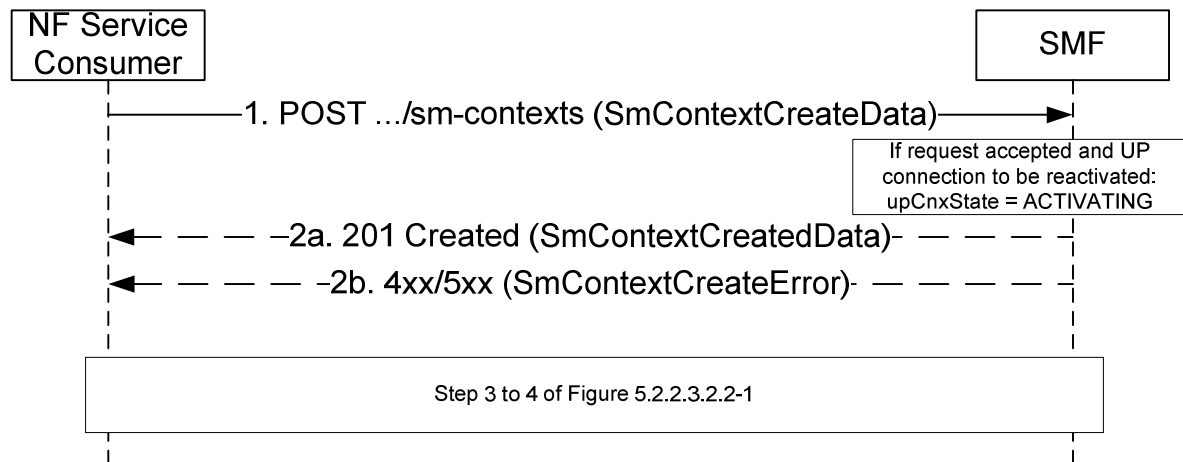 NF Service
Consumer
SMF
1. POST .../sm-contexts (SmContextCreateData)
If request accepted and UP
connection to be reactivated:
upCnxState = ACTIVATING
2a. 201 Created (SmContextCreatedData)
2b. 4xx/5xx (SmContextCreateError)
Step 3 to 4 of Figure 5.2.2.3.2.2-1